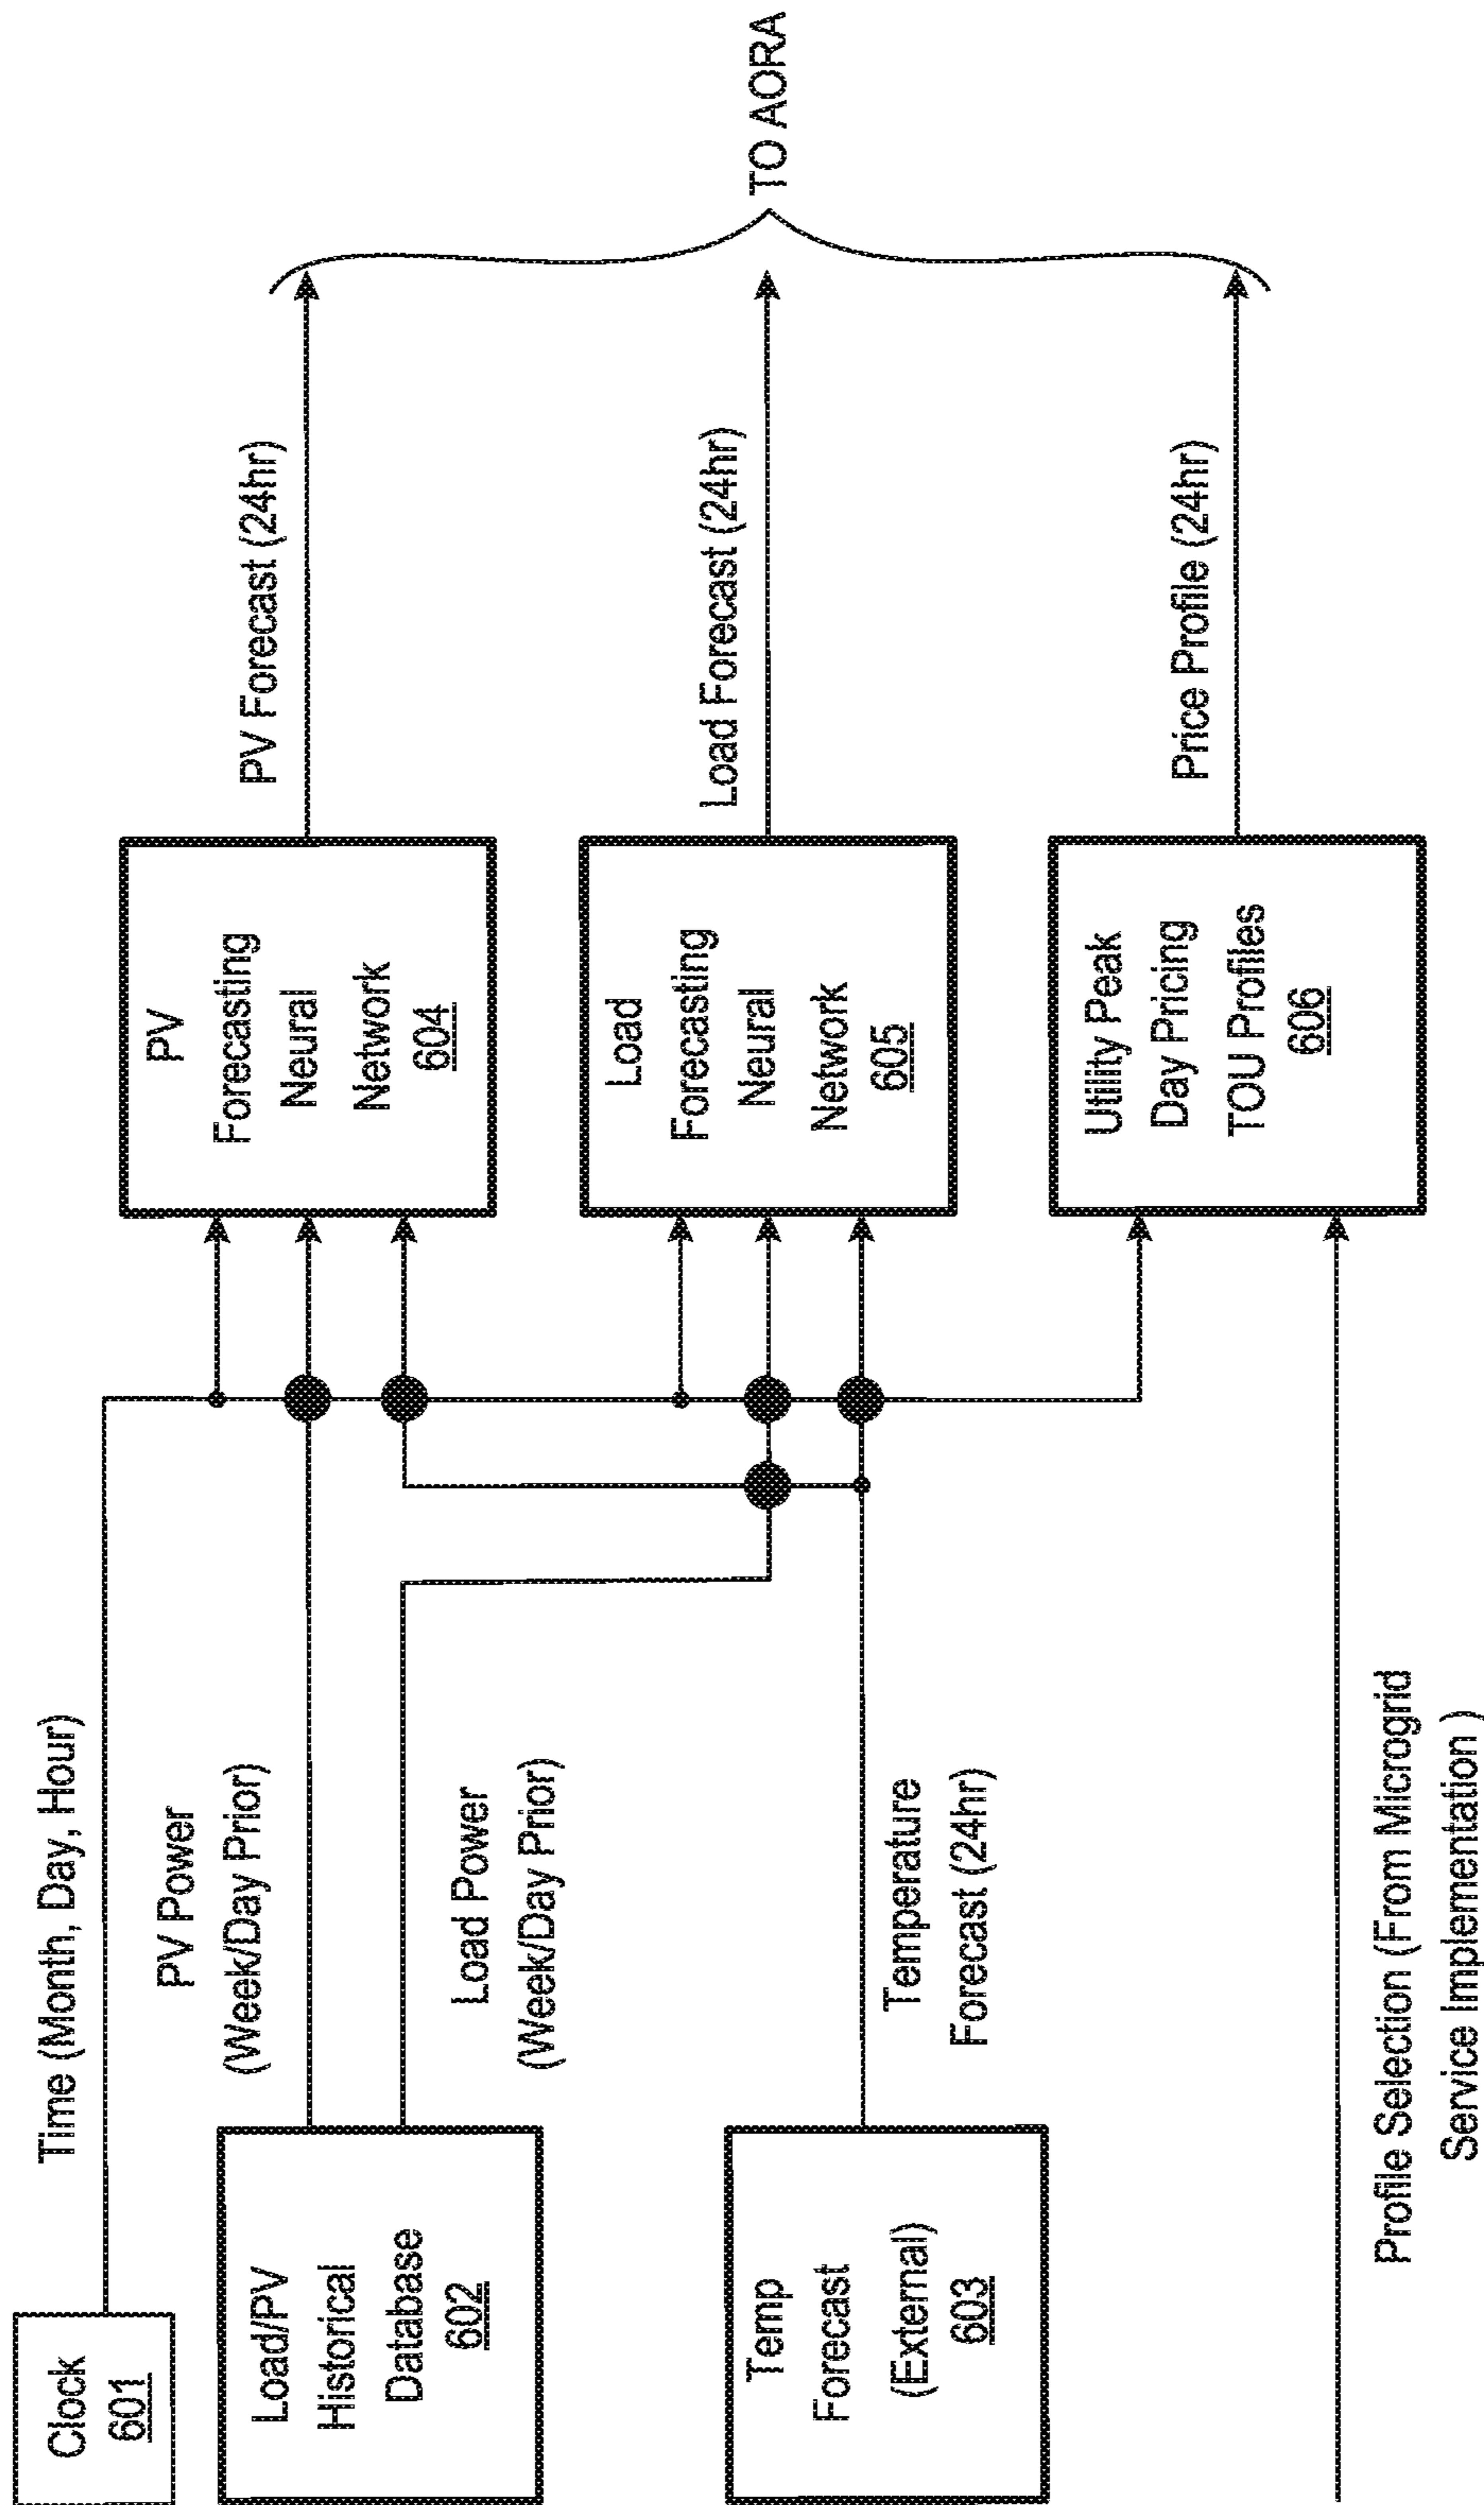 Clock
601
Time (Month, Day, Hour)
Load/PV
Historical
Database
602
PV Power
(Week/Day Prior)
Load Power
(Week/Day Prior)
Temp
Forecast
(External)
603
Temperature
Forecast (24hr)
Profile Selection (From Microgrid
Service Implementation )
PV
Forecasting
Neural
Network
604
PV Forecast (24hr)
Load
Forecasting
Neural
Network
605
Load Forecast (24hr)
Utility Peak
Day Pricing
TOU Profiles
606
Price Profile (24hr)
TO AORA